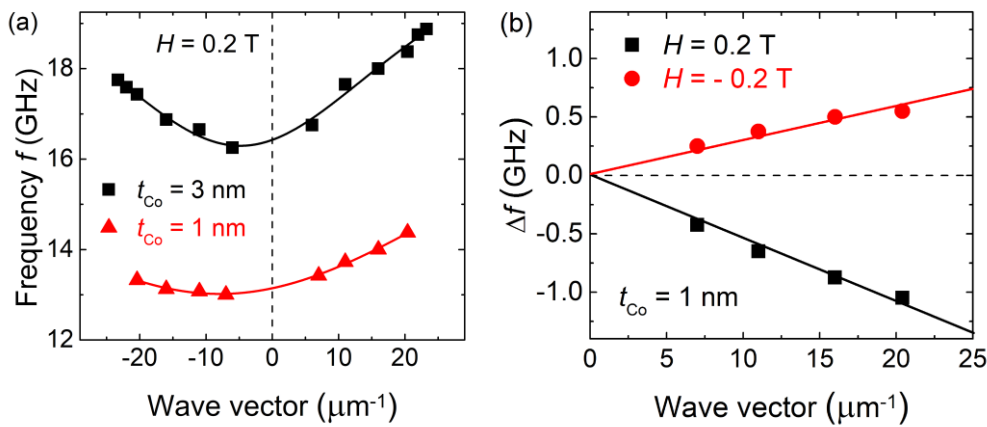 (a)
H = 0.2 T
Frequency f (GHz)
18
16
14
12
t_Co = 3 nm
t_Co = 1 nm
-20 -10 0 10 20
Wave vector (μm⁻¹)
(b)
H = 0.2 T
H = - 0.2 T
Δf (GHz)
1.0
0.5
0.0
-0.5
-1.0
t_Co = 1 nm
0 5 10 15 20 25
Wave vector (μm⁻¹)